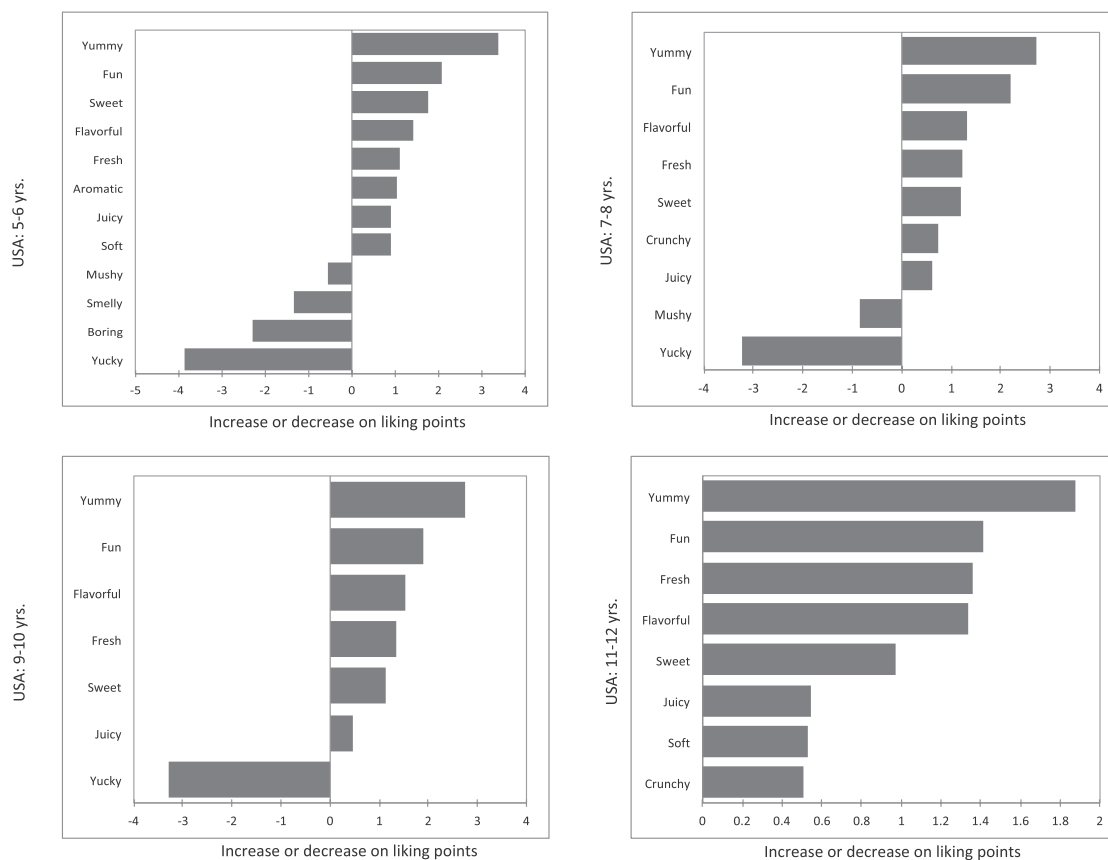 USA: 5-6 yrs.
Yummy
Fun
Sweet
Flavorful
Fresh
Aromatic
Juicy
Soft
Mushy
Smelly
Boring
Yucky
-5 -4 -3 -2 -1 0 1 2 3 4
Increase or decrease on liking points
USA: 7-8 yrs.
Yummy
Fun
Flavorful
Fresh
Sweet
Crunchy
Juicy
Mushy
Yucky
-4 -3 -2 -1 0 1 2 3 4
Increase or decrease on liking points
USA: 9-10 yrs.
Yummy
Fun
Flavorful
Fresh
Sweet
Juicy
Yucky
-4 -3 -2 -1 0 1 2 3 4
Increase or decrease on liking points
USA: 11-12 yrs.
Yummy
Fun
Fresh
Flavorful
Sweet
Juicy
Soft
Crunchy
0 0.2 0.4 0.6 0.8 1 1.2 1.4 1.6 1.8 2
Increase or decrease on liking points